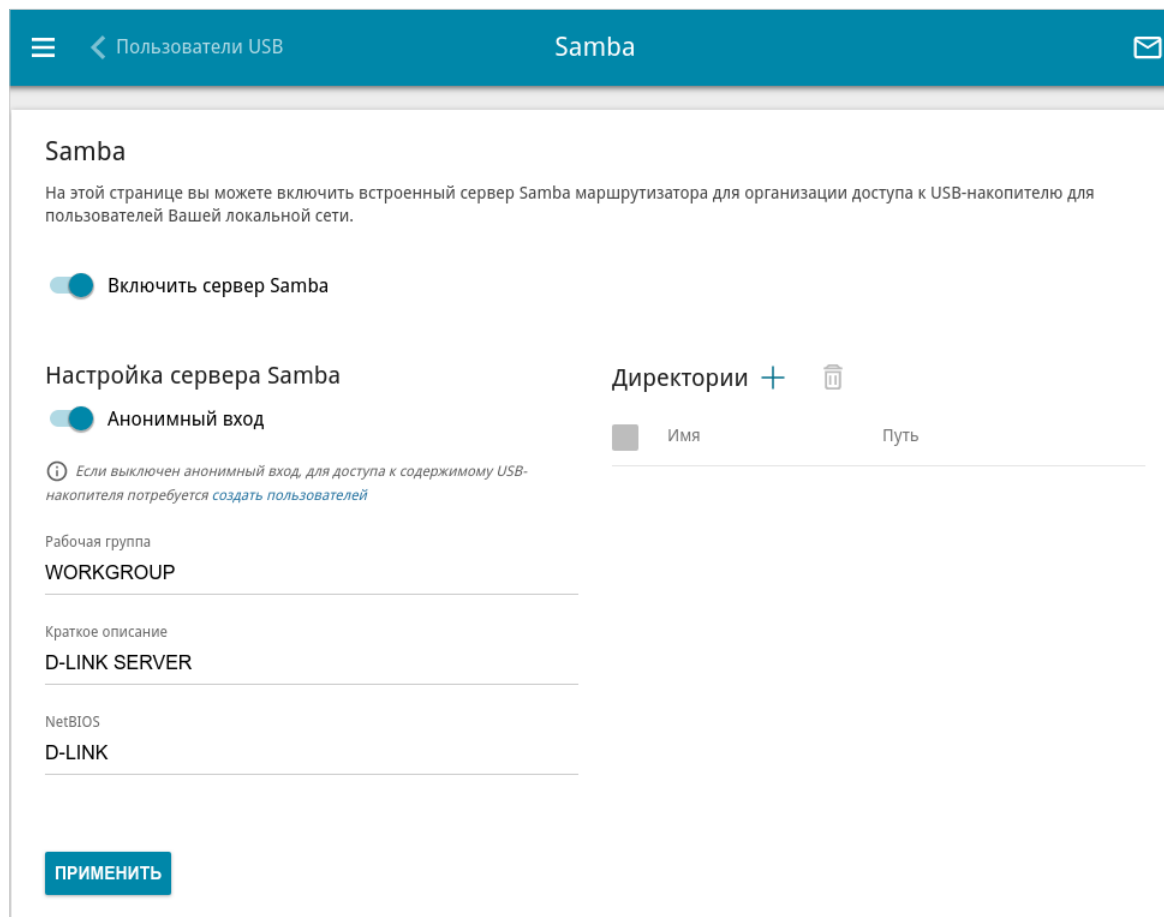 Пользователи USB
Samba
Samba
На этой странице вы можете включить встроенный сервер Samba маршрутизатора для организации доступа к USB-накопителю для
пользователей Вашей локальной сети.
Включить сервер Samba
Настройка сервера Samba
Анонимный вход
Если выключен анонимный вход, для доступа к содержимому USB-
накопителя потребуется создать пользователей
Рабочая группа
WORKGROUP
Краткое описание
D-LINK SERVER
NetBIOS
D-LINK
ПРИМЕНИТЬ
Директории
Имя Путь